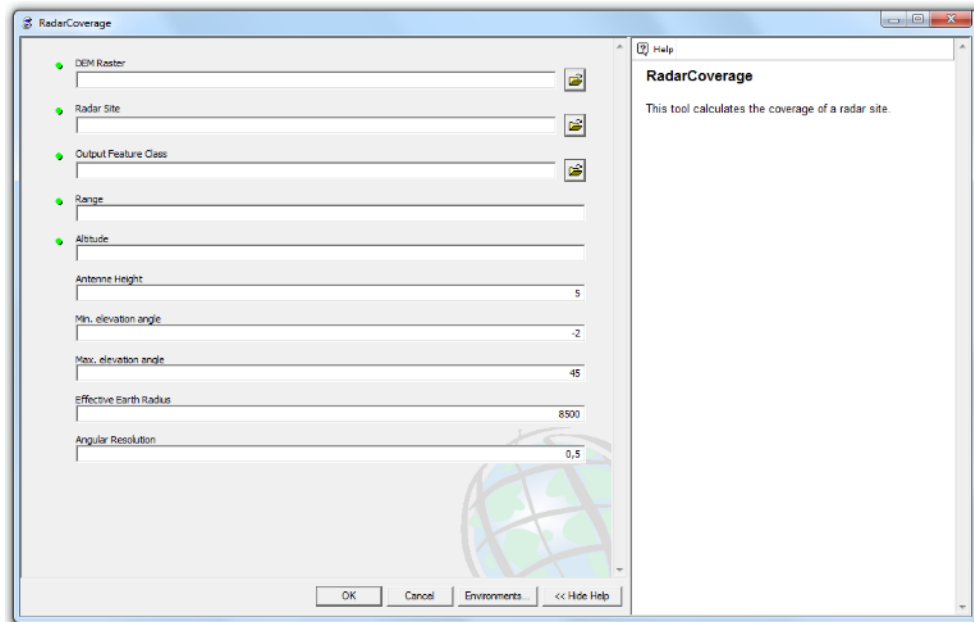 RadarCoverage
DEM Raster
Radar Site
Output Feature Class
Range
Altitude
Antenne Height
5
Min. elevation angle
-2
Max. elevation angle
45
Effective Earth Radius
8500
Angular Resolution
0,5
OK
Cancel
Environments...
<< Hide Help
Help
RadarCoverage
This tool calculates the coverage of a radar site.